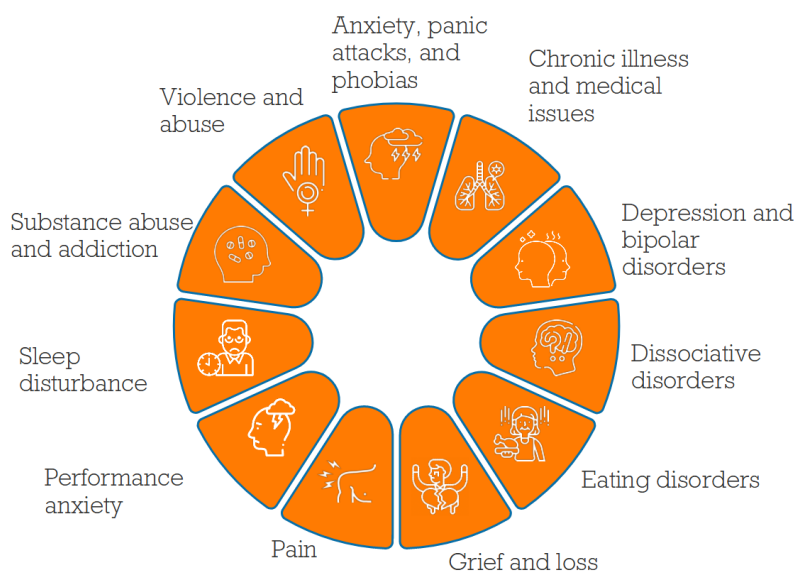 Anxiety, panic
attacks, and
phobias
Chronic illness
and medical
issues
Depression and
bipolar
disorders
Dissociative
disorders
Eating disorders
Grief and loss
Pain
Performance
anxiety
Sleep
disturbance
Substance abuse
and addiction
Violence and
abuse